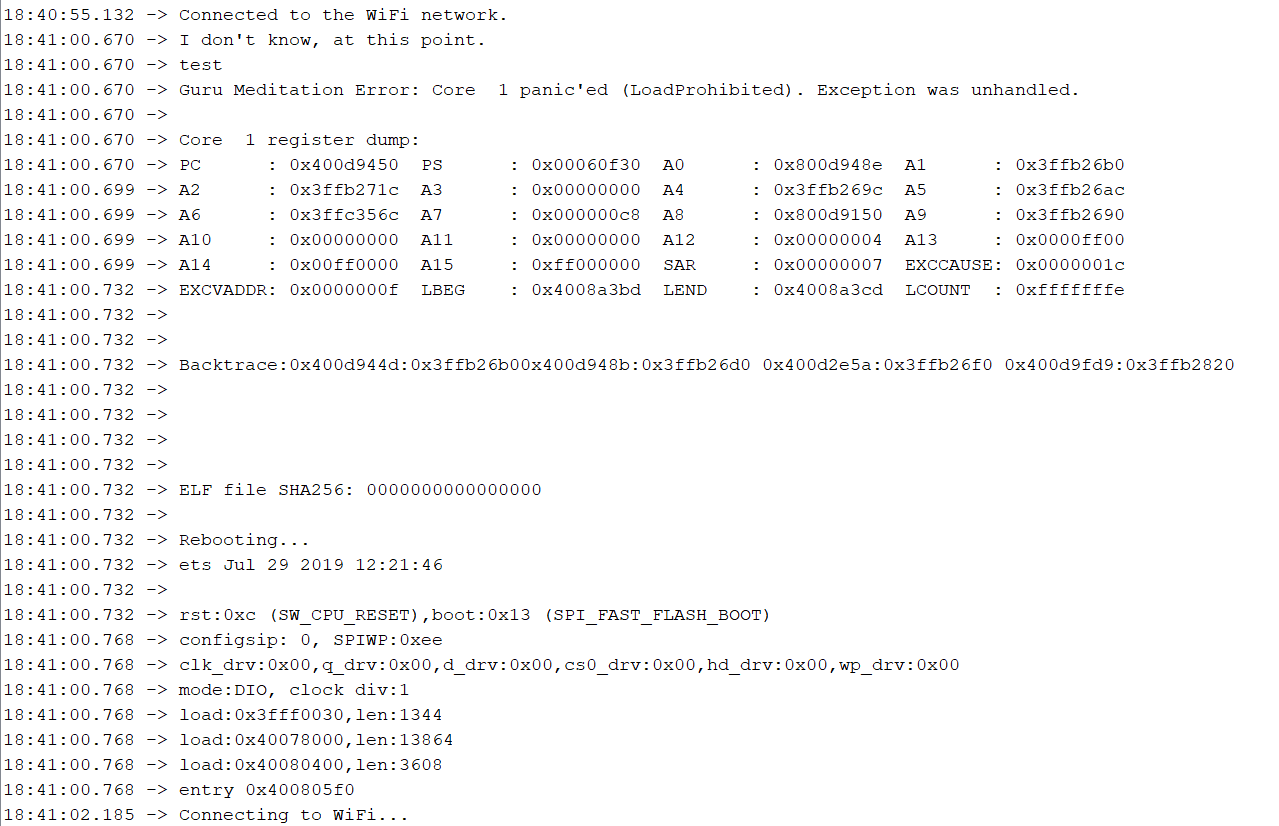 18:40:55.132 -> Connected to the WiFi network.
18:41:00.670 -> I don't know, at this point.
18:41:00.670 -> test
18:41:00.670 -> Guru Meditation Error: Core  1 panic'ed (LoadProhibited). Exception was unhandled.
18:41:00.670 ->
18:41:00.670 -> Core  1 register dump:
18:41:00.670 -> PC      : 0x400d9450  PS      : 0x00060f30  A0      : 0x800d948e  A1      : 0x3ffb26b0
18:41:00.699 -> A2      : 0x3ffb271c  A3      : 0x00000000  A4      : 0x3ffb269c  A5      : 0x3ffb26ac
18:41:00.699 -> A6      : 0x3ffc356c  A7      : 0x000000c8  A8      : 0x800d9150  A9      : 0x3ffb2690
18:41:00.699 -> A10     : 0x00000000  A11     : 0x00000000  A12     : 0x00000004  A13     : 0x0000ff00
18:41:00.699 -> A14     : 0x00ff0000  A15     : 0xff000000  SAR     : 0x00000007  EXCCAUSE: 0x0000001c
18:41:00.732 -> EXCVADDR: 0x0000000f  LBEG    : 0x4008a3bd  LEND    : 0x4008a3cd  LCOUNT  : 0xfffffffe
18:41:00.732 ->
18:41:00.732 ->
18:41:00.732 -> Backtrace:0x400d944d:0x3ffb26b00x400d948b:0x3ffb26d0 0x400d2e5a:0x3ffb26f0 0x400d9fd9:0x3ffb2820
18:41:00.732 ->
18:41:00.732 ->
18:41:00.732 ->
18:41:00.732 ->
18:41:00.732 -> ELF file SHA256: 0000000000000000
18:41:00.732 ->
18:41:00.732 -> Rebooting...
18:41:00.732 -> ets Jul 29 2019 12:21:46
18:41:00.732 ->
18:41:00.732 -> rst:0xc (SW_CPU_RESET),boot:0x13 (SPI_FAST_FLASH_BOOT)
18:41:00.768 -> configsip: 0, SPIWP:0xee
18:41:00.768 -> clk_drv:0x00,q_drv:0x00,d_drv:0x00,cs0_drv:0x00,hd_drv:0x00,wp_drv:0x00
18:41:00.768 -> mode:DIO, clock div:1
18:41:00.768 -> load:0x3fff0030,len:1344
18:41:00.768 -> load:0x40078000,len:13864
18:41:00.768 -> load:0x40080400,len:3608
18:41:00.768 -> entry 0x400805f0
18:41:02.185 -> Connecting to WiFi...